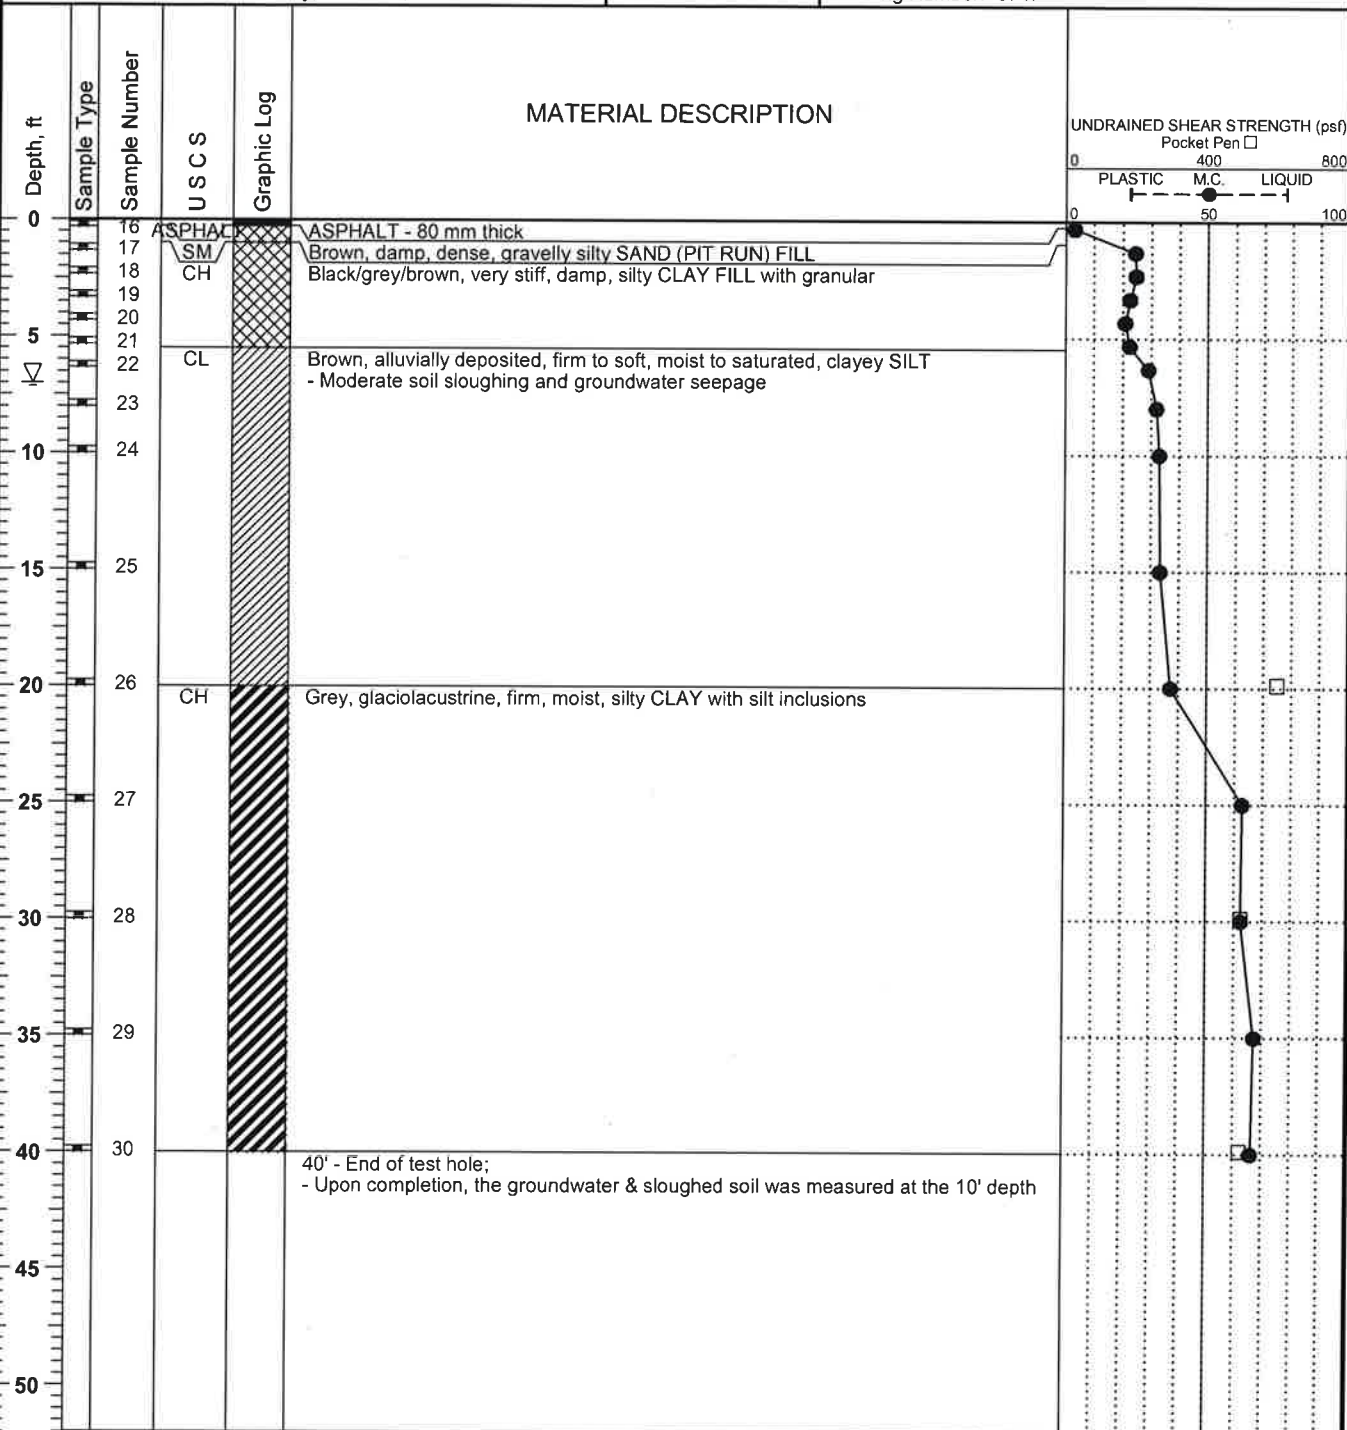 Depth, ft
Sample Type
Sample Number
USCS
Graphic Log
MATERIAL DESCRIPTION
UNDRAINED SHEAR STRENGTH (psf)
Pocket Pen □
0 400 800
PLASTIC M.C. LIQUID
0 50 100
0
16 ASPHAL ASPHALT - 80 mm thick
17 SM Brown, damp, dense, gravelly silty SAND (PIT RUN) FILL
18 CH Black/grey/brown, very stiff, damp, silty CLAY FILL with granular
19
20
5
21
22 CL Brown, alluvially deposited, firm to soft, moist to saturated, clayey SILT
- Moderate soil sloughing and groundwater seepage
23
10 24
15 25
20 26
CH Grey, glaciolacustrine, firm, moist, silty CLAY with silt inclusions
25 27
30 28
35 29
40 30
40' - End of test hole;
- Upon completion, the groundwater & sloughed soil was measured at the 10' depth
45
50